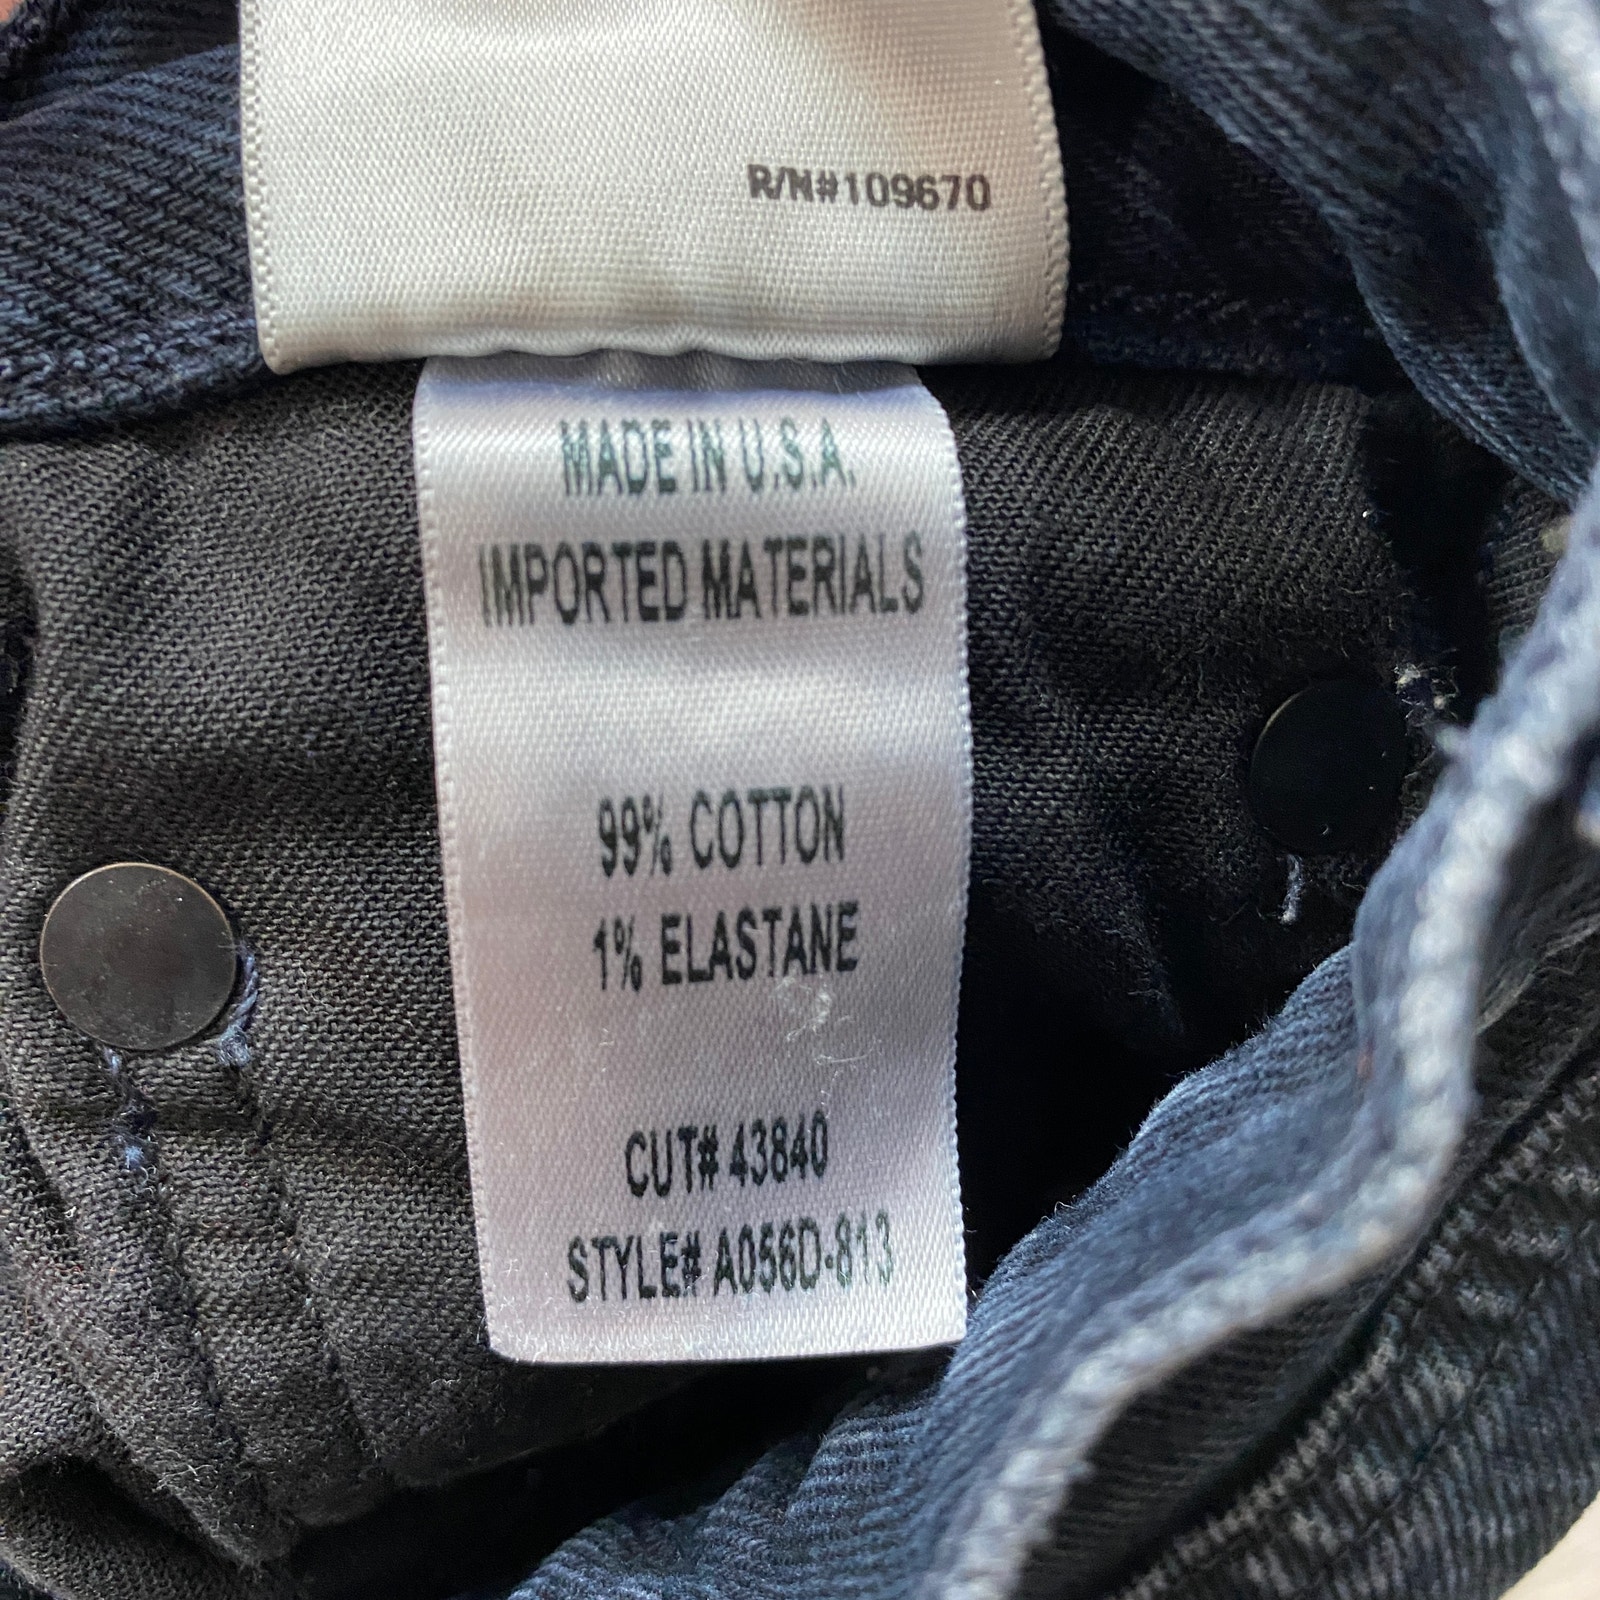 R/N#109670
MADE IN U.S.A.
IMPORTED MATERIALS
99% COTTON
1% ELASTANE
CUT# 43840
STYLE# A056D-813